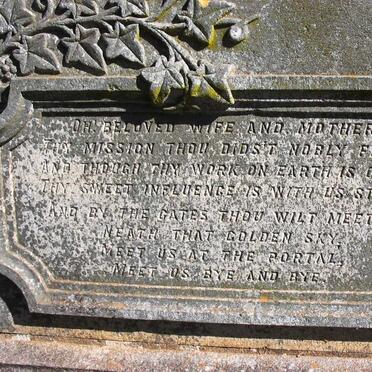 OH, BELOVED WIFE AND MOTHER
THY MISSION THOU DIDS'T NOBLY F
AND THOUGH THY WORK ON EARTH IS
THY SWEET INFLUENCE IS WITH US S
AND BY THE GATES THOU WILT MEET
NEATH THAT GOLDEN SKY,
MEET US AT THE PORTAL,
MEET US BYE AND BYE.